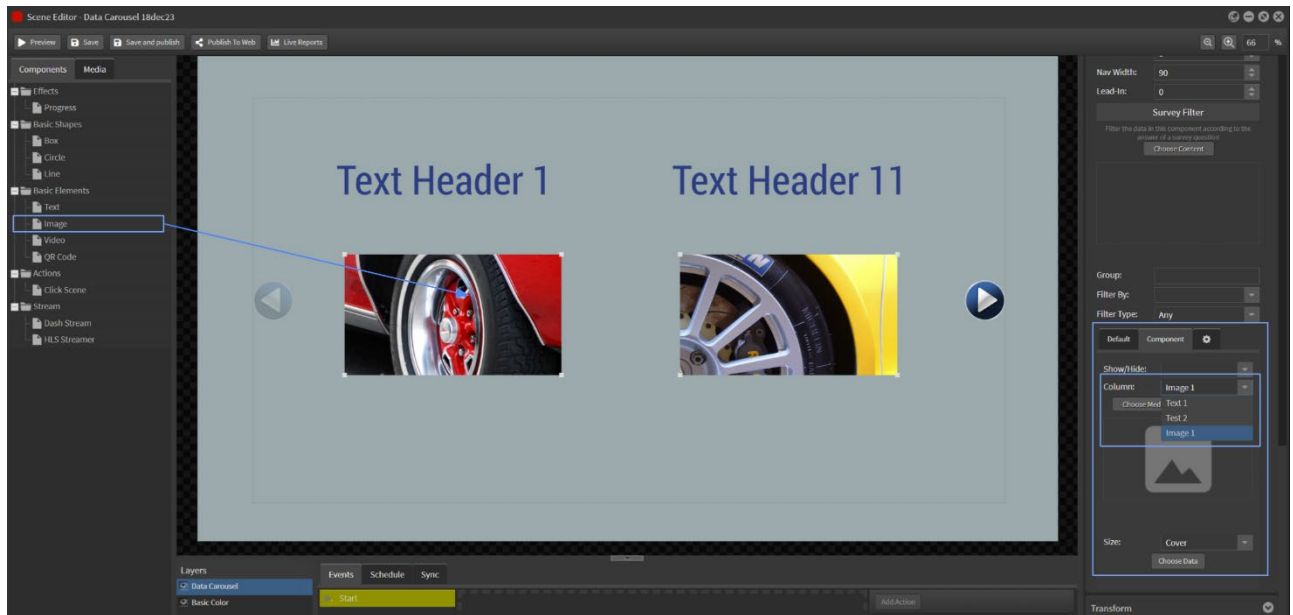 Scene Editor - Data Carousel 18dec23
Preview Save Save and publish Publish To Web Live Reports 66 %
Components Media
Effects
Progress
Basic Shapes
Box
Circle
Line
Basic Elements
Text
Image
Video
QR Code
Actions
Click Scene
Stream
Dash Stream
HLS Streamer
Text Header 1 Text Header 11
Nav Width: 90
Lead-In: 0
Survey Filter
Filter the data in this component according to the
answer of a survey question
Choose Content
Group:
Filter By:
Filter Type: Any
Default Component
Show/Hide:
Column: Image 1
Choose Med Text 1
Test 2
Image 1
Size: Cover
Choose Data
Transform
Layers
Data Carousel
Basic Color
Events Schedule Sync
Start Add Action